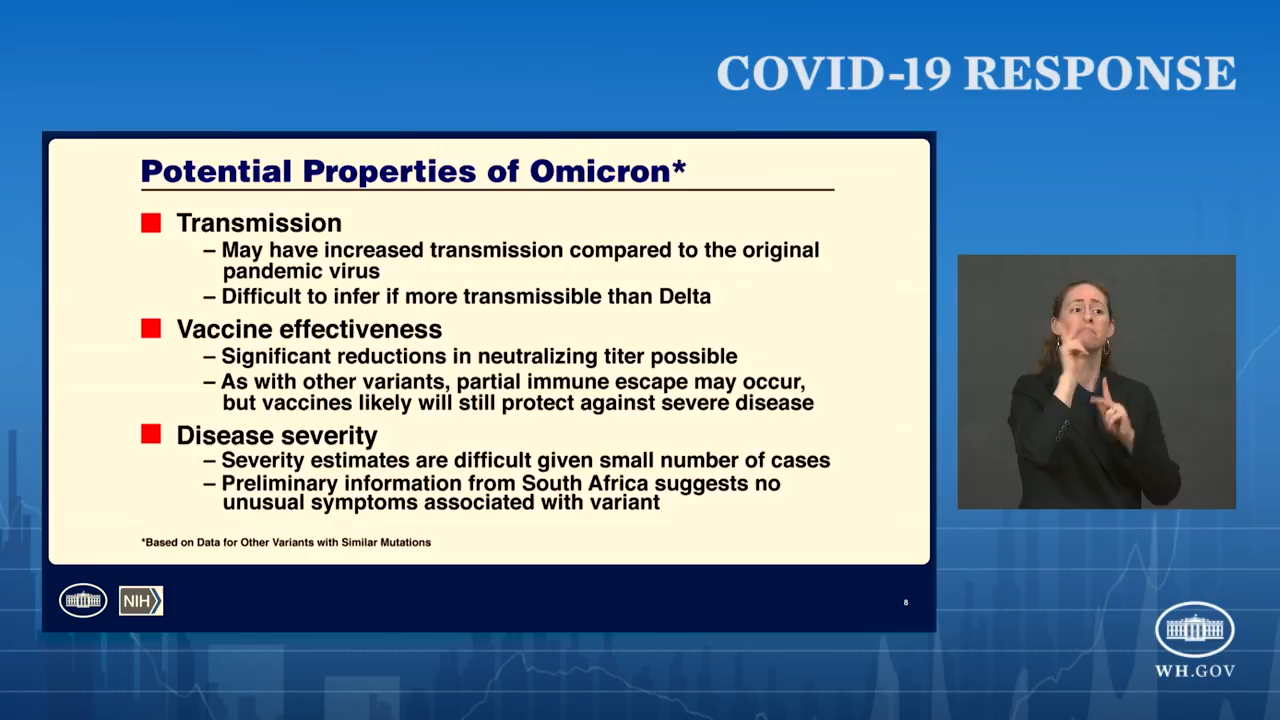 COVID-19 RESPONSE
Potential Properties of Omicron*
Transmission
– May have increased transmission compared to the original
pandemic virus
– Difficult to infer if more transmissible than Delta
Vaccine effectiveness
– Significant reductions in neutralizing titer possible
– As with other variants, partial immune escape may occur,
but vaccines likely will still protect against severe disease
Disease severity
– Severity estimates are difficult given small number of cases
– Preliminary information from South Africa suggests no
unusual symptoms associated with variant
*Based on Data for Other Variants with Similar Mutations
NIH
8
WH.GOV